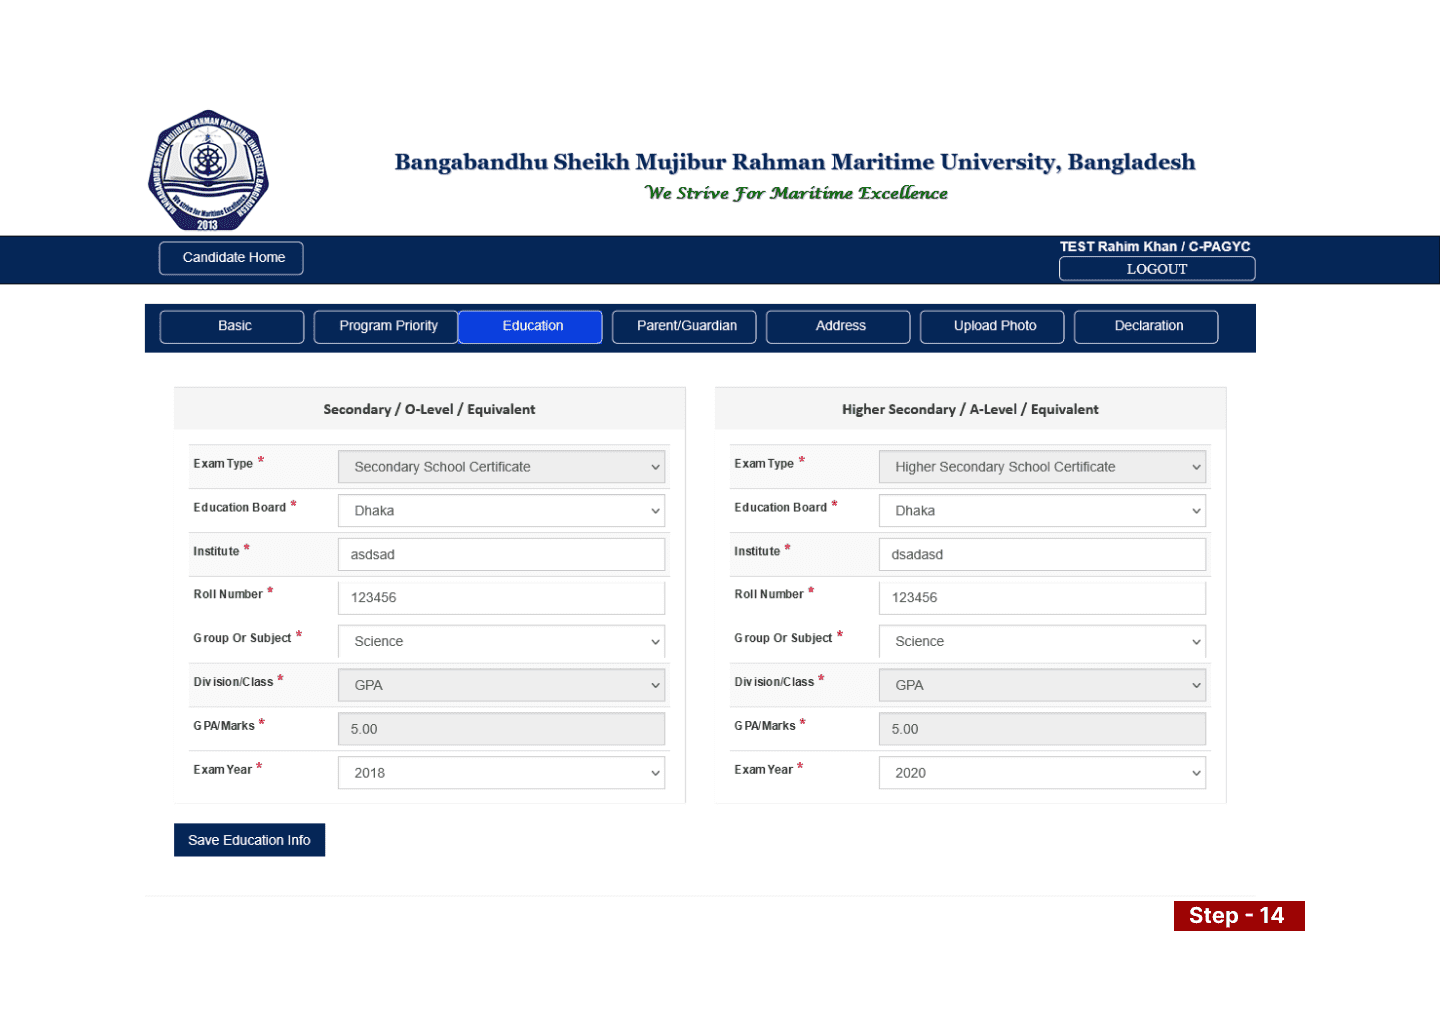 BANGABANDHU SHEIKH MUJIBUR RAHMAN MARITIME UNIVERSITY, BANGLADESH
We strive for Maritime Excellence
2013
Bangabandhu Sheikh Mujibur Rahman Maritime University, Bangladesh
We Strive For Maritime Excellence
Candidate Home
TEST Rahim Khan / C-PAGYC
LOGOUT
Basic Program Priority Education Parent/Guardian Address Upload Photo Declaration
Secondary / O-Level / Equivalent
Exam Type * Secondary School Certificate
Education Board * Dhaka
Institute * asdsad
Roll Number * 123456
Group Or Subject * Science
Division/Class * GPA
GPA/Marks * 5.00
Exam Year * 2018
Higher Secondary / A-Level / Equivalent
Exam Type * Higher Secondary School Certificate
Education Board * Dhaka
Institute * dsadasd
Roll Number * 123456
Group Or Subject * Science
Division/Class * GPA
GPA/Marks * 5.00
Exam Year * 2020
Save Education Info
Step - 14